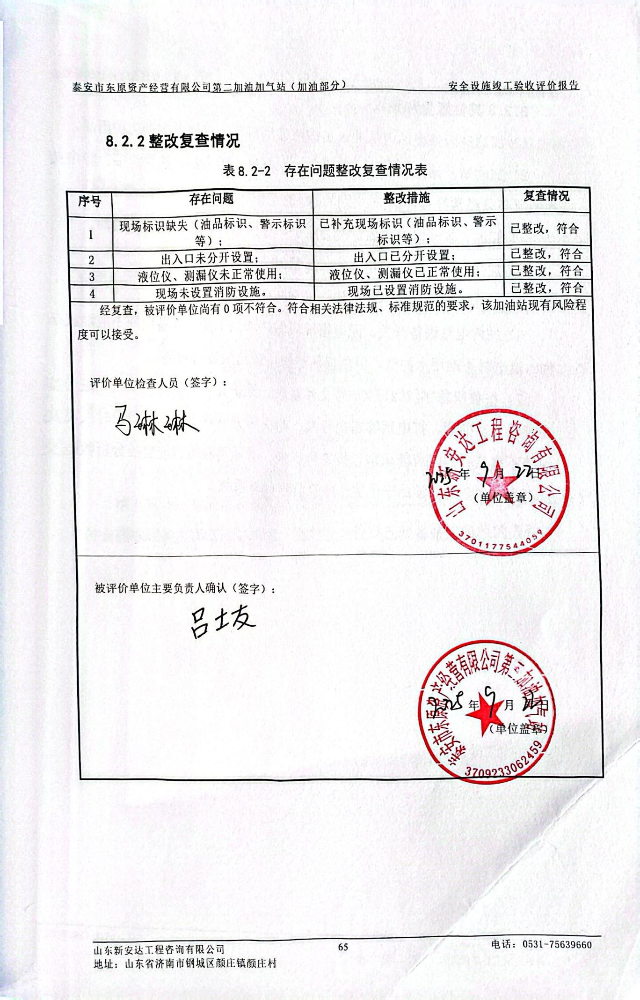 泰安市东原资产经营有限公司第二加油加气站（加油部分） 安全设施竣工验收评价报告
8.2.2 整改复查情况
表 8.2-2 存在问题整改复查情况表
序号 存在问题 整改措施 复查情况
1 现场标识缺失（油品标识、警示标识等）； 已补充现场标识（油品标识、警示标识等）； 已整改，符合
2 出入口未分开设置； 出入口已分开设置； 已整改，符合
3 液位仪、测漏仪未正常使用； 液位仪、测漏仪已正常使用； 已整改，符合
4 现场未设置消防设施。 现场已设置消防设施。 已整改，符合
经复查，被评价单位尚有 0 项不符合。符合相关法律法规、标准规范的要求，该加油站现有风险程
度可以接受。
评价单位检查人员（签字）：
马琳琳
山东新安达工程咨询有限公司
2025 年 9 月 22 日
（单位盖章）
3701177544059
被评价单位主要负责人确认（签字）：
吕士友
泰安市东原资产经营有限公司第二加油加气站
2025 年 9 月 22 日
（单位盖章）
3709233062459
山东新安达工程咨询有限公司 65 电话：0531-75639660
地址：山东省济南市钢城区颜庄镇颜庄村